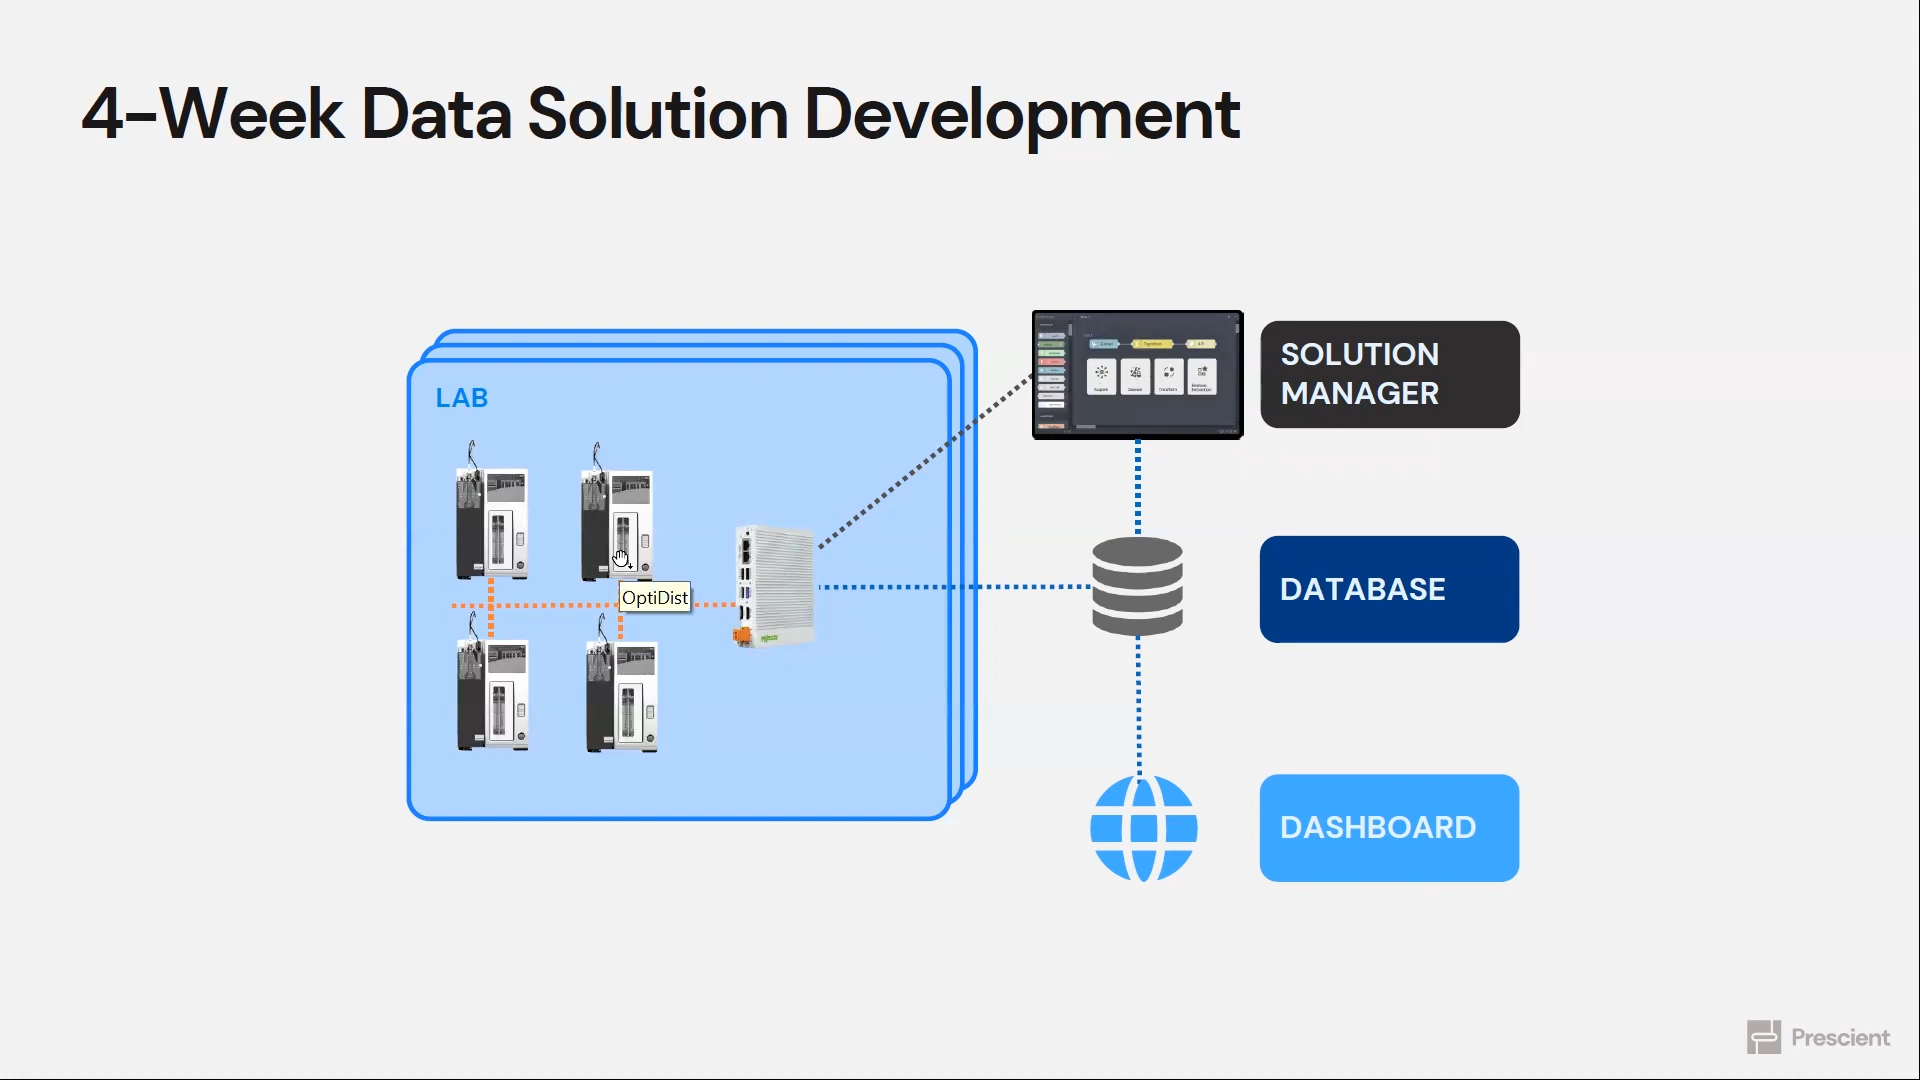 4-Week Data Solution Development
LAB
OptiDist
SOLUTION
MANAGER
DATABASE
DASHBOARD
Prescient